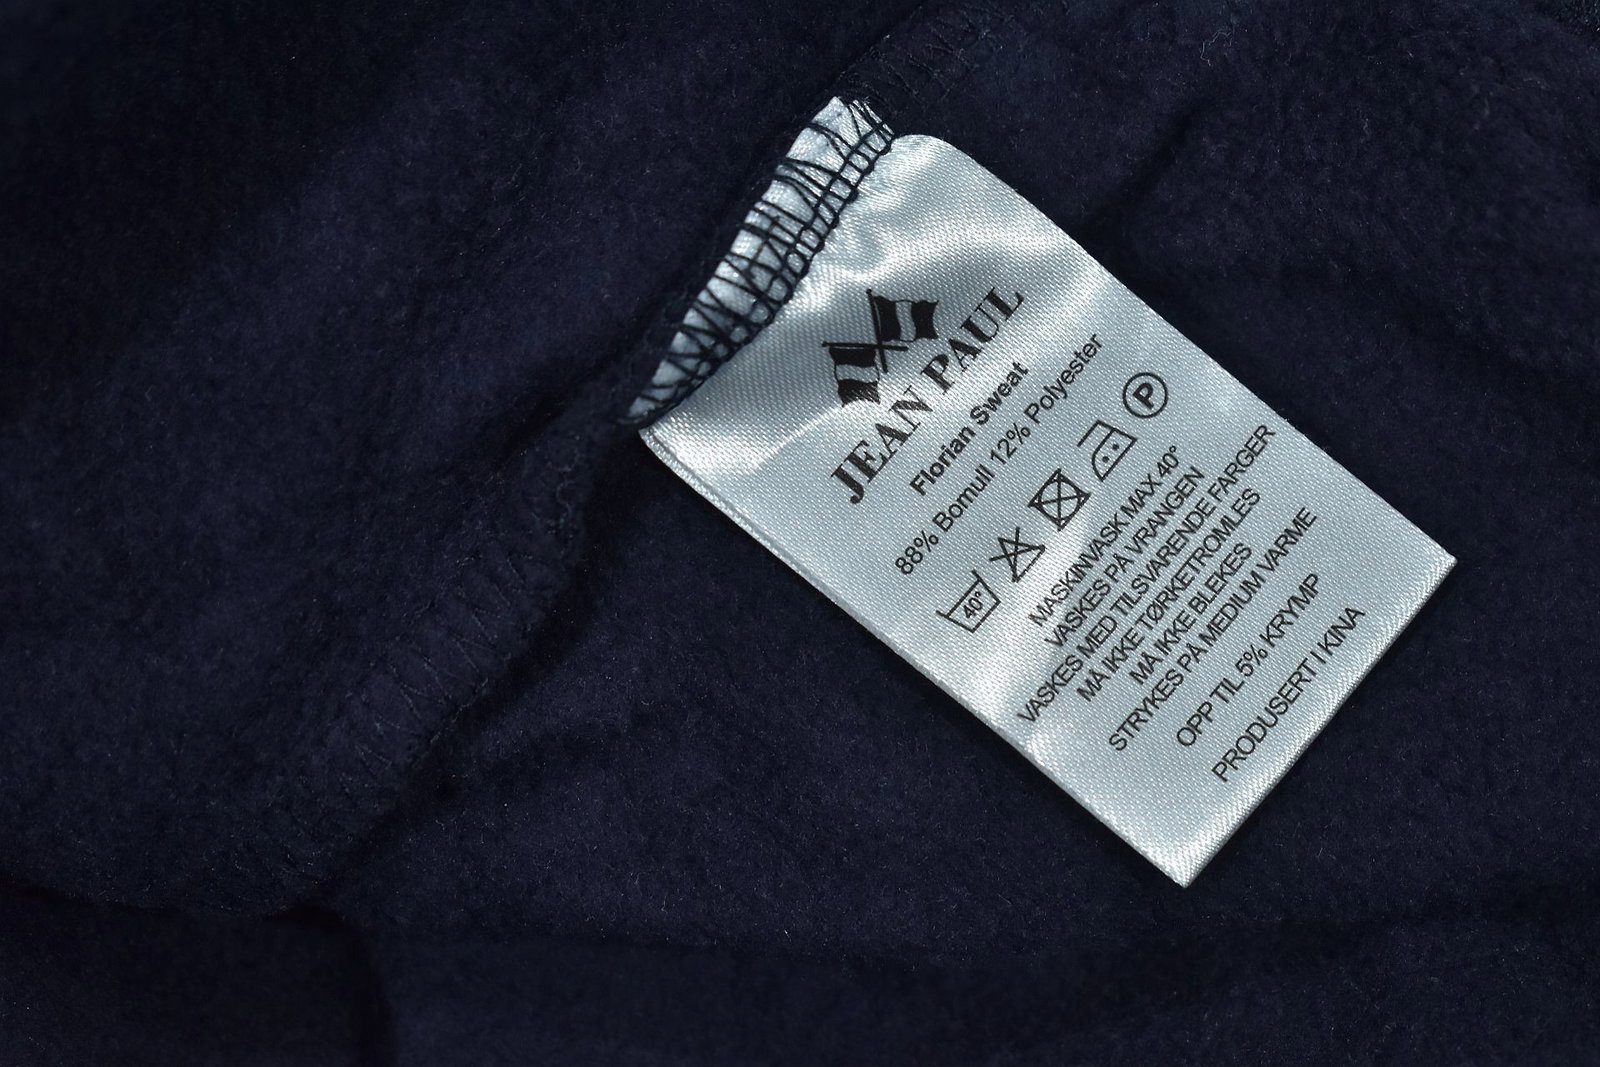 JEAN PAUL
Florian Sweat
88% Bomull 12% Polyester
40° P
MASKINVASK MAX.40°
VASKES PÅ VRANGEN
VASKES MED TILSVARENDE FARGER
MÅ IKKE TØRKETROMLES
MÅ IKKE BLEKES
STRYKES PÅ MEDIUM VARME
OPP TIL 5% KRYMP
PRODUSERT I KINA